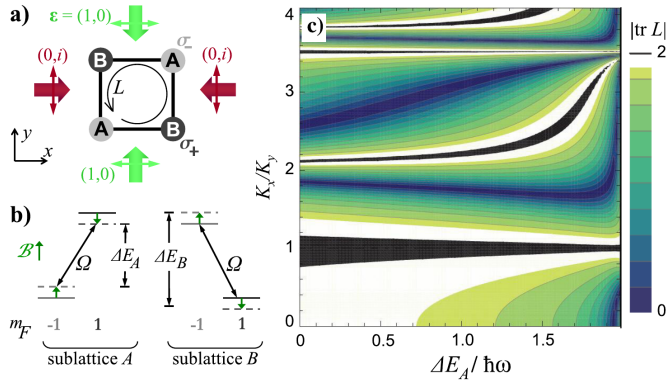 a)
ε = (1,0)
σ-
(0,i)
B
A
(0,i)
L
A
B
σ+
y
x
(1,0)
b)
ℬ
Ω
ΔE_A
ΔE_B
Ω
m_F
-1 1
-1 1
sublattice A
sublattice B
c)
K_x/K_y
4
3
2
1
0
0 0.5 1.0 1.5
ΔE_A / ħω
|tr L|
2
0